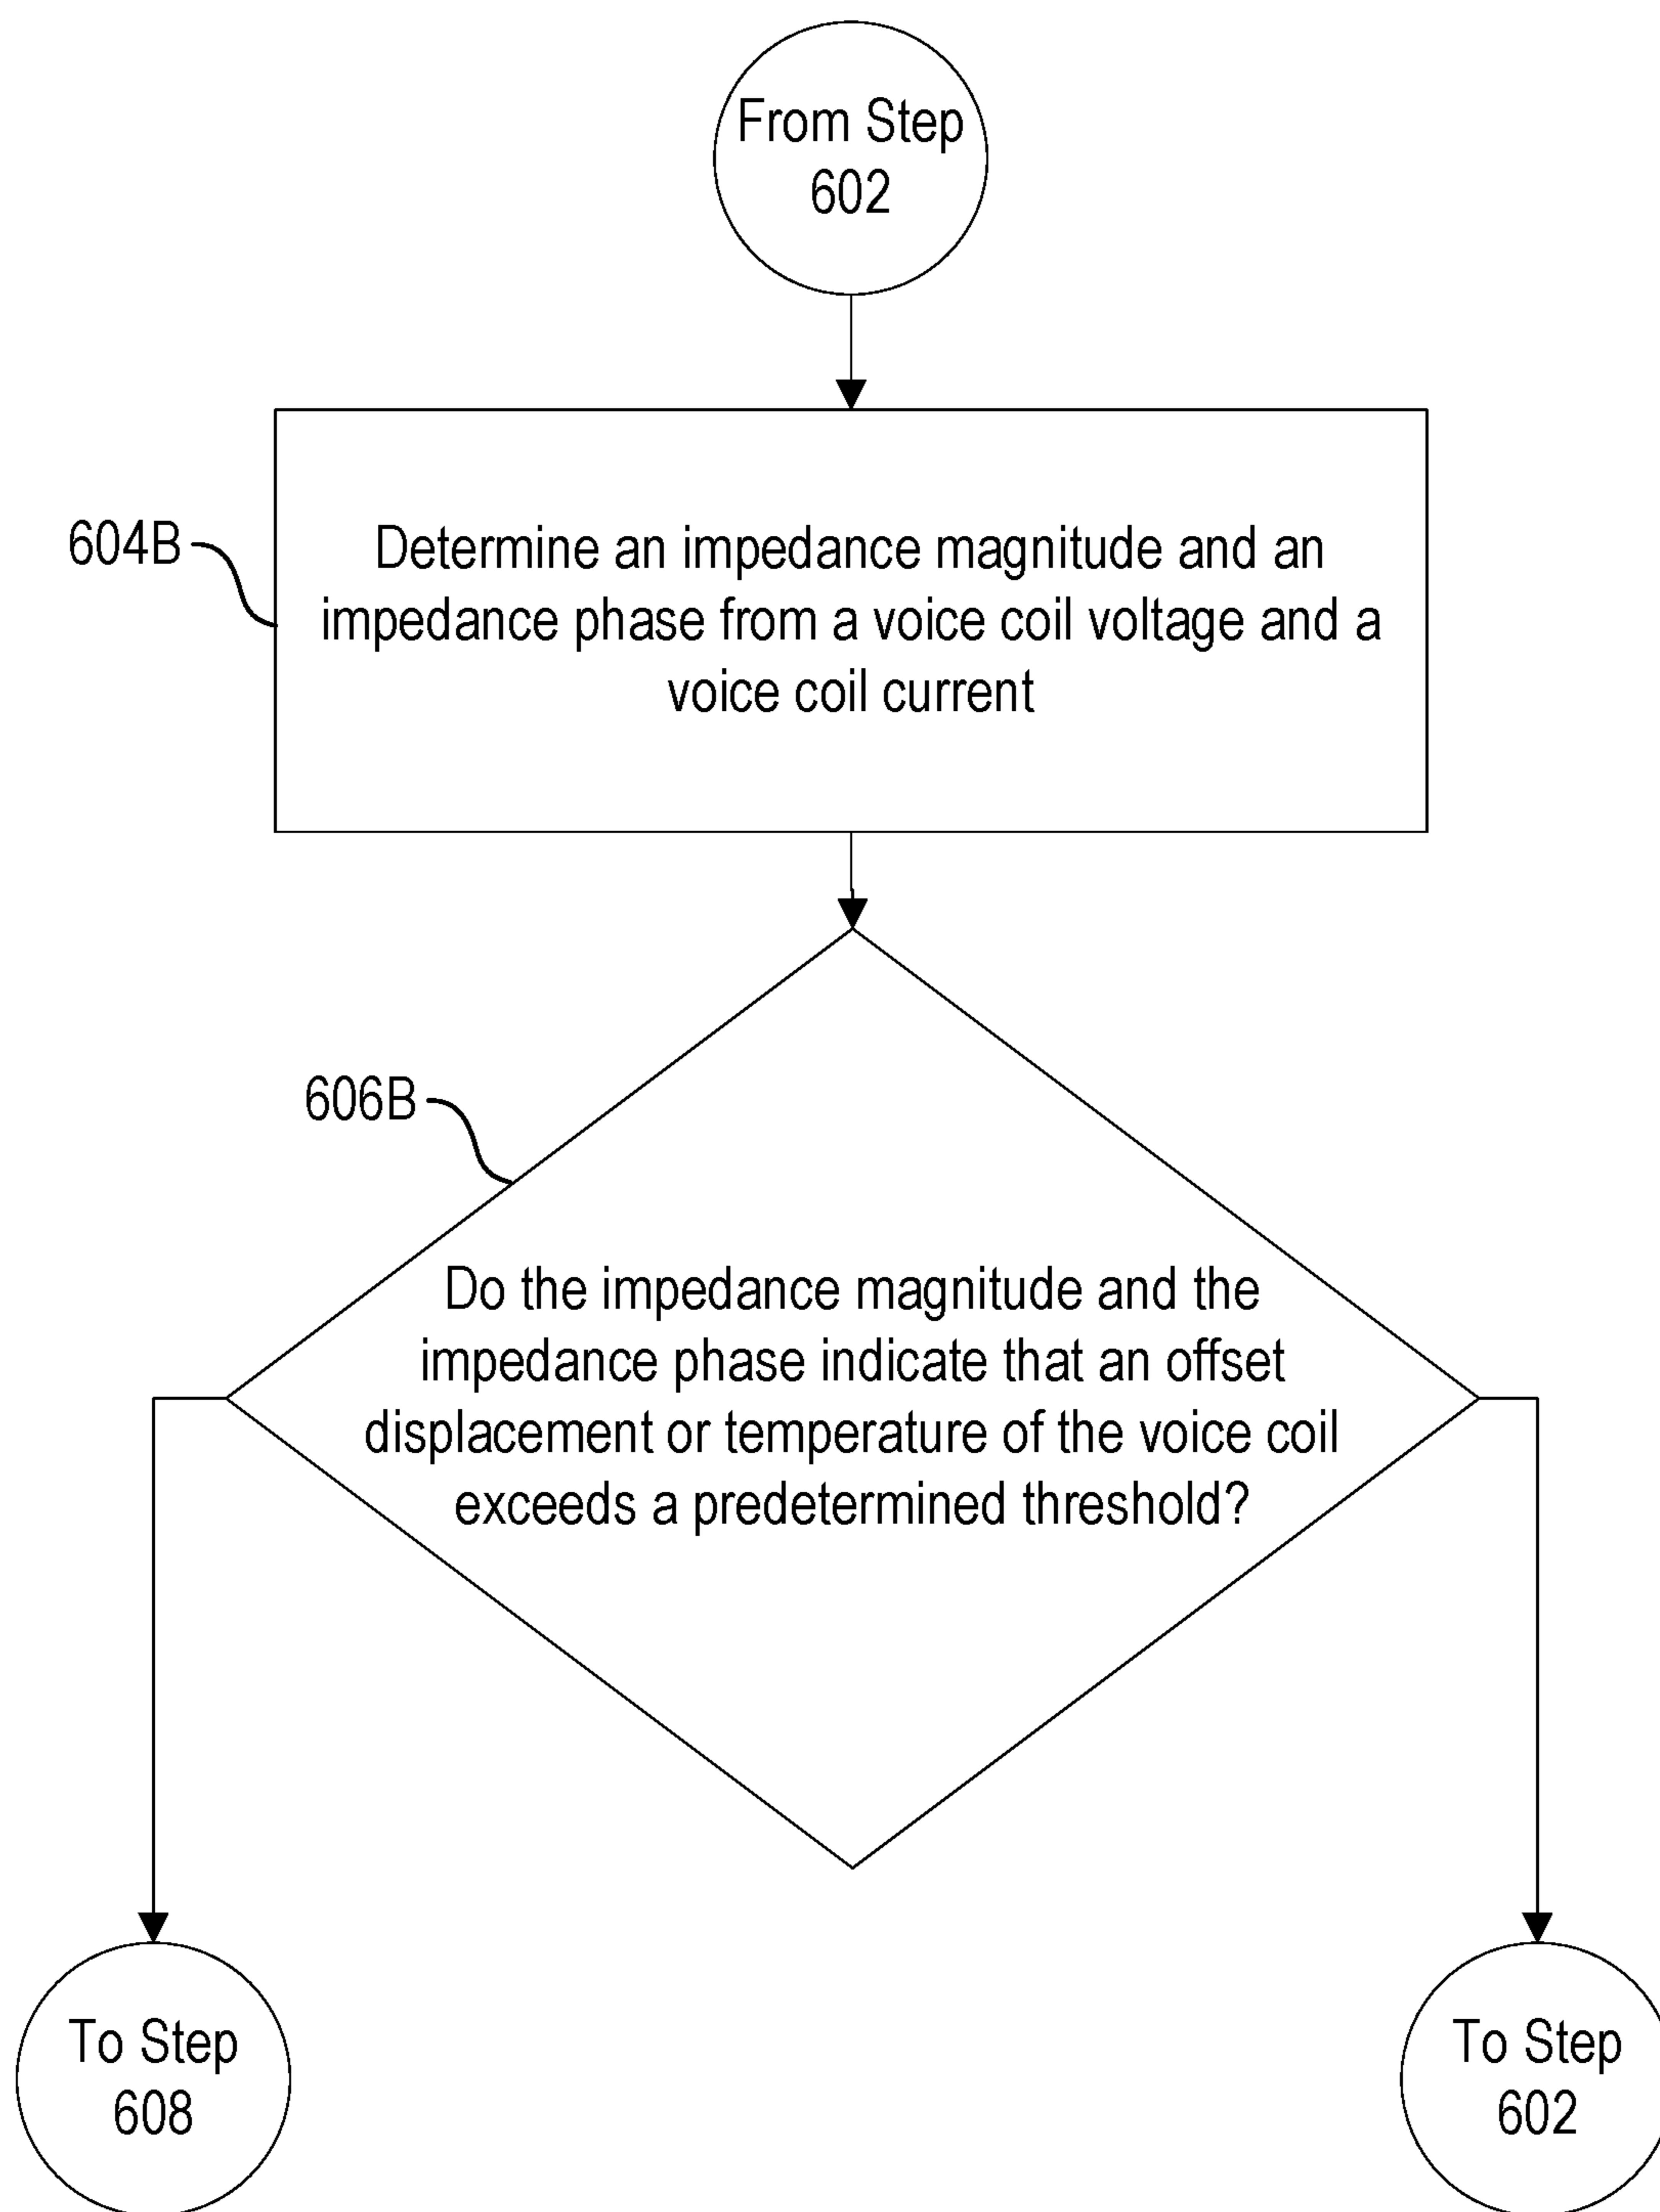 From Step
602
604B
Determine an impedance magnitude and an
impedance phase from a voice coil voltage and a
voice coil current
606B
Do the impedance magnitude and the
impedance phase indicate that an offset
displacement or temperature of the voice coil
exceeds a predetermined threshold?
To Step
608
To Step
602